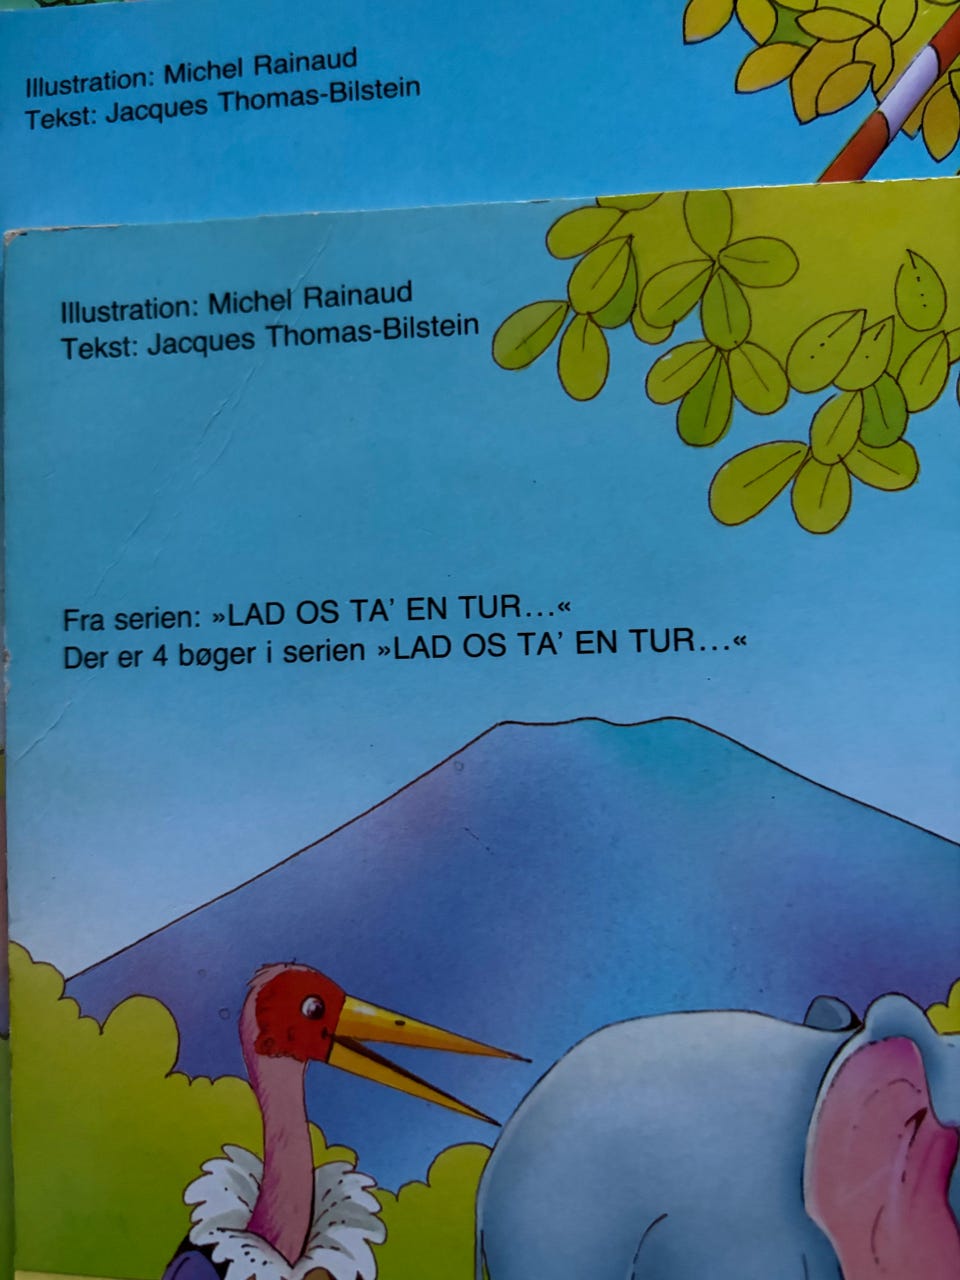 Illustration: Michel Rainaud
Tekst: Jacques Thomas-Bilstein
Illustration: Michel Rainaud
Tekst: Jacques Thomas-Bilstein
Fra serien: »LAD OS TA’ EN TUR...«
Der er 4 bøger i serien »LAD OS TA’ EN TUR...«